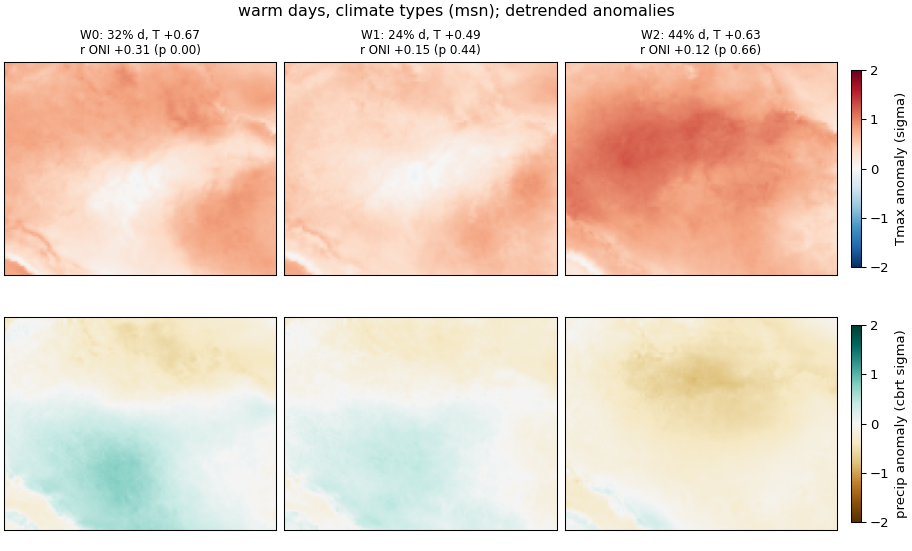 warm days, climate types (msn); detrended anomalies
W0: 32% d, T +0.67
r ONI +0.31 (p 0.00)
W1: 24% d, T +0.49
r ONI +0.15 (p 0.44)
W2: 44% d, T +0.63
r ONI +0.12 (p 0.66)
2
1
0
−1
−2
Tmax anomaly (sigma)
2
1
0
−1
−2
precip anomaly (cbrt sigma)